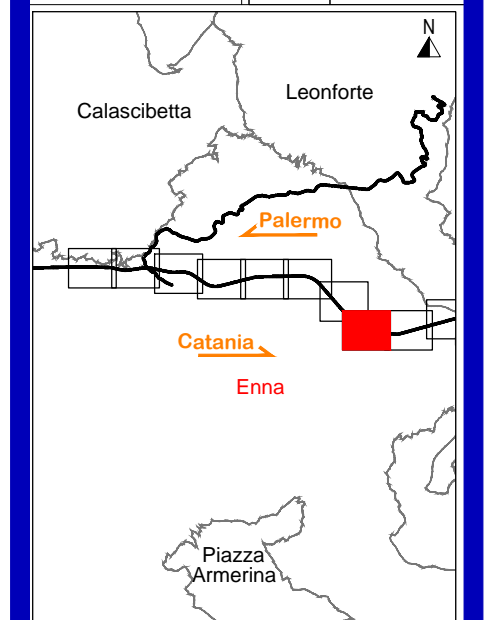 N
Leonforte
Calascibetta
Palermo
Catania
Enna
Piazza
Armerina